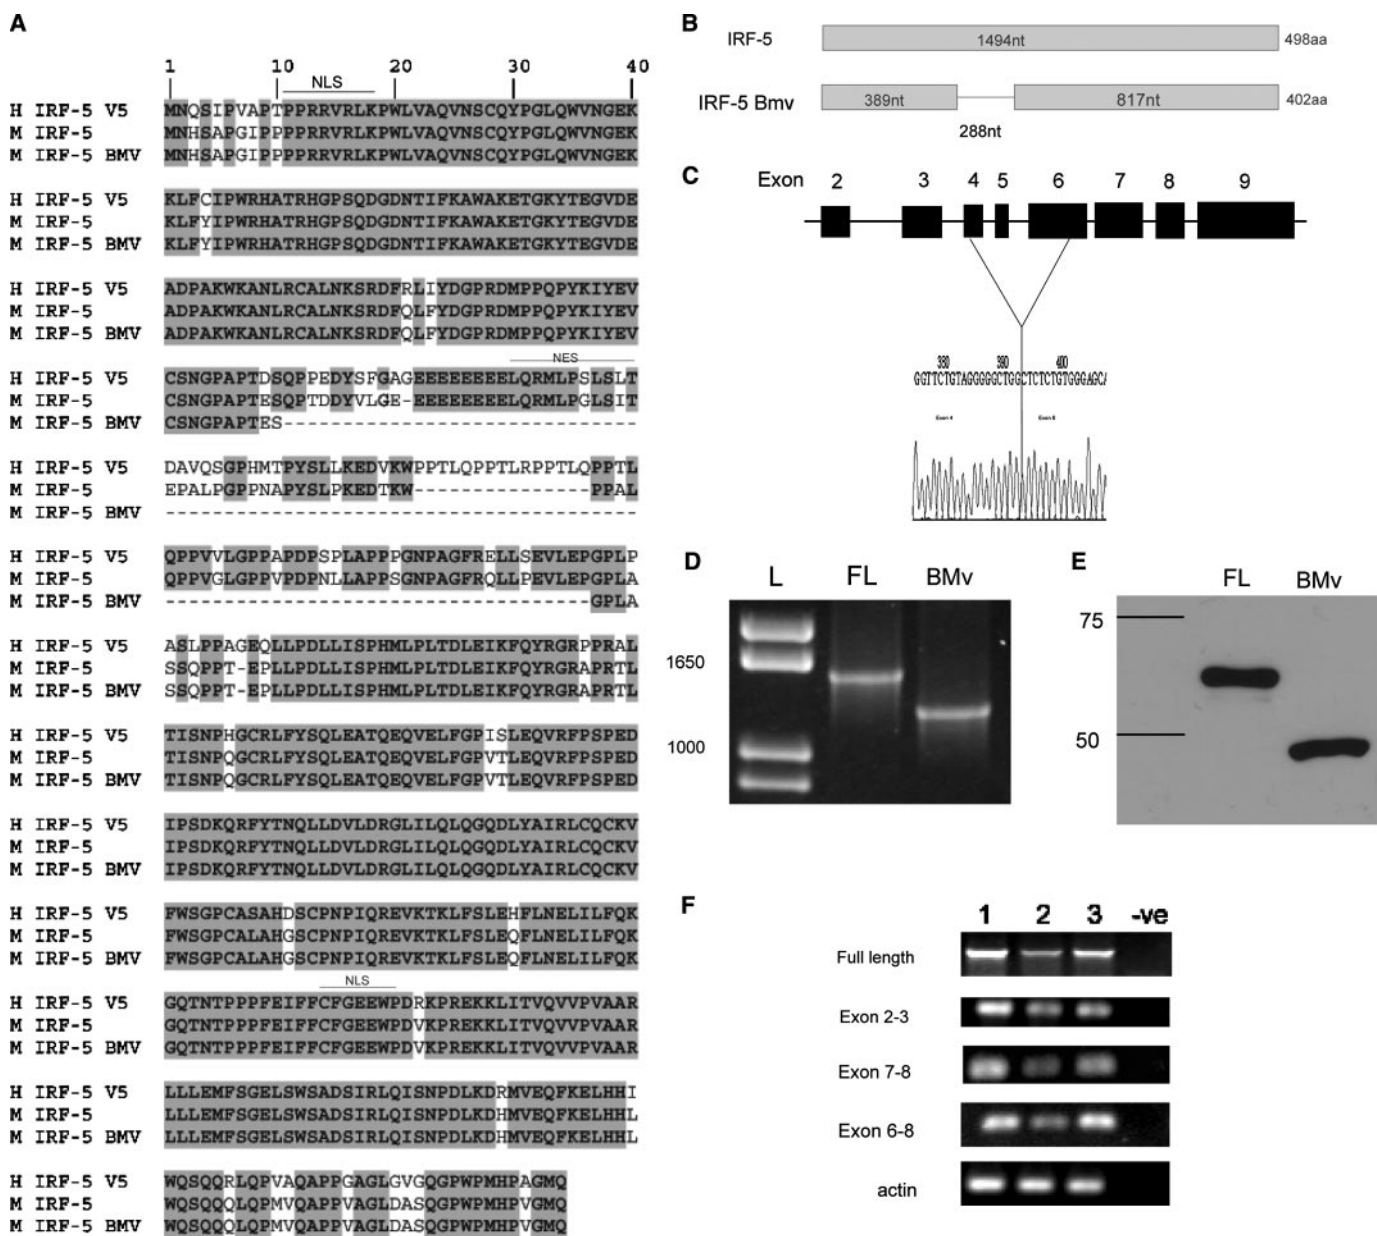 A
1 10 20 30 40
NLS
H IRF-5 V5 MNQSIPVAPTPPRRVRLKPWLVAQVNSCQYPGLQWVNGEK
M IRF-5 MNHSAPGIPPPPRRVRLKPWLVAQVNSCQYPGLQWVNGEK
M IRF-5 BMV MNHSAPGIPPPPRRVRLKPWLVAQVNSCQYPGLQWVNGEK
H IRF-5 V5 KLFCIPWRHATRHGPSQDGDNTIFKAWAKETGKYTEGVDE
M IRF-5 KLFYIPWRHATRHGPSQDGDNTIFKAWAKETGKYTEGVDE
M IRF-5 BMV KLFYIPWRHATRHGPSQDGDNTIFKAWAKETGKYTEGVDE
H IRF-5 V5 ADPAKWKANLRCALNKSRDFRLIYDGPRDMPPQPYKIYEV
M IRF-5 ADPAKWKANLRCALNKSRDFQLFYDGPRDMPPQPYKIYEV
M IRF-5 BMV ADPAKWKANLRCALNKSRDFQLFYDGPRDMPPQPYKIYEV
NES
H IRF-5 V5 CSNGPAPTDSQPPEDYSFGAGEEEEEEEELQRMLPSLSLT
M IRF-5 CSNGPAPTESQPTDDYVLGE-EEEEEEEELQRMLPGLSIT
M IRF-5 BMV CSNGPAPTES------------------------------
H IRF-5 V5 DAVQSGPHMTPYSLLKEDVKWPPTLQPPTLRPPTLQPPTL
M IRF-5 EPALPGPPNAPYSLPKEDTKW---------------PPAL
M IRF-5 BMV ----------------------------------------
H IRF-5 V5 QPPVVLGPPAPDPSPLAPPPGNPAGFRELLSEVLEPGPLP
M IRF-5 QPPVGLGPPVPDPNLLAPPSGNPAGFRQLLPEVLEPGPLA
M IRF-5 BMV ------------------------------------GPLA
H IRF-5 V5 ASLPPAGEQLLPDLLISPHMLPLTDLEIKFQYRGRPPRAL
M IRF-5 SSQPPT-EPLLPDLLISPHMLPLTDLEIKFQYRGRAPRTL
M IRF-5 BMV SSQPPT-EPLLPDLLISPHMLPLTDLEIKFQYRGRAPRTL
H IRF-5 V5 TISNPHGCRLFYSQLEATQEQVELFGPISLEQVRFPSPED
M IRF-5 TISNPQGCRLFYSQLEATQEQVELFGPVTLEQVRFPSPED
M IRF-5 BMV TISNPQGCRLFYSQLEATQEQVELFGPVTLEQVRFPSPED
H IRF-5 V5 IPSDKQRFYTNQLLDVLDRGLILQLQGQDLYAIRLCQCKV
M IRF-5 IPSDKQRFYTNQLLDVLDRGLILQLQGQDLYAIRLCQCKV
M IRF-5 BMV IPSDKQRFYTNQLLDVLDRGLILQLQGQDLYAIRLCQCKV
H IRF-5 V5 FWSGPCASAHDSCPNPIQREVKTKLFSLEHFLNELILFQK
M IRF-5 FWSGPCALAHGSCPNPIQREVKTKLFSLEQFLNELILFQK
M IRF-5 BMV FWSGPCALAHGSCPNPIQREVKTKLFSLEQFLNELILFQK
NLS
H IRF-5 V5 GQTNTPPPFEIFFCFGEEWPDRKPREKKLITVQVVPVAAR
M IRF-5 GQTNTPPPFEIFFCFGEEWPDVKPREKKLITVQVVPVAAR
M IRF-5 BMV GQTNTPPPFEIFFCFGEEWPDVKPREKKLITVQVVPVAAR
H IRF-5 V5 LLLEMFSGELSWSADSIRLQISNPDLKDRMVEQFKELHHI
M IRF-5 LLLEMFSGELSWSADSIRLQISNPDLKDHMVEQFKELHHL
M IRF-5 BMV LLLEMFSGELSWSADSIRLQISNPDLKDHMVEQFKELHHL
H IRF-5 V5 WQSQQRLQPVAQAPPGAGLGVGQGPWPMHPAGMQ
M IRF-5 WQSQQQLQPMVQAPPVAGLDASQGPWPMHPVGMQ
M IRF-5 BMV WQSQQQLQPMVQAPPVAGLDASQGPWPMHPVGMQ
B
IRF-5 1494nt 498aa
IRF-5 Bmv 389nt 817nt 402aa
288nt
C
Exon 2 3 4 5 6 7 8 9
380 390 400
GGTTCTGTAGGGGGCTGGCTCTCTGTGGGAGCA
Exon 4
D
L FL BMv
1650
1000
E
FL BMv
75
50
F
1 2 3 -ve
Full length
Exon 2-3
Exon 7-8
Exon 6-8
actin